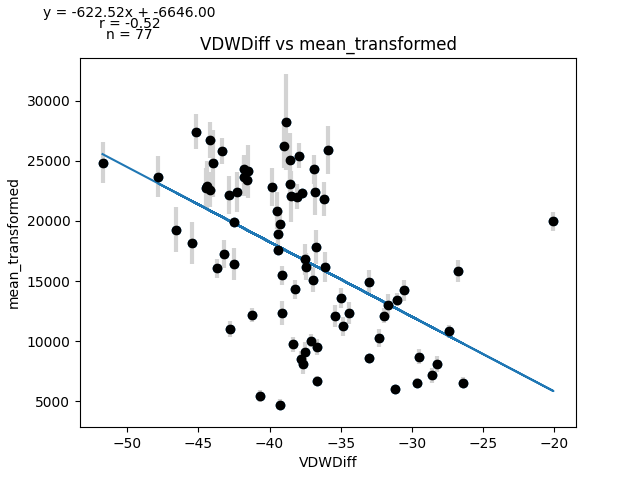 y = -622.52x + -6646.00
r = -0.52
n = 77
VDWDiff vs mean_transformed
30000
25000
20000
15000
10000
5000
mean_transformed
−50
−45
−40
−35
−30
−25
−20
VDWDiff